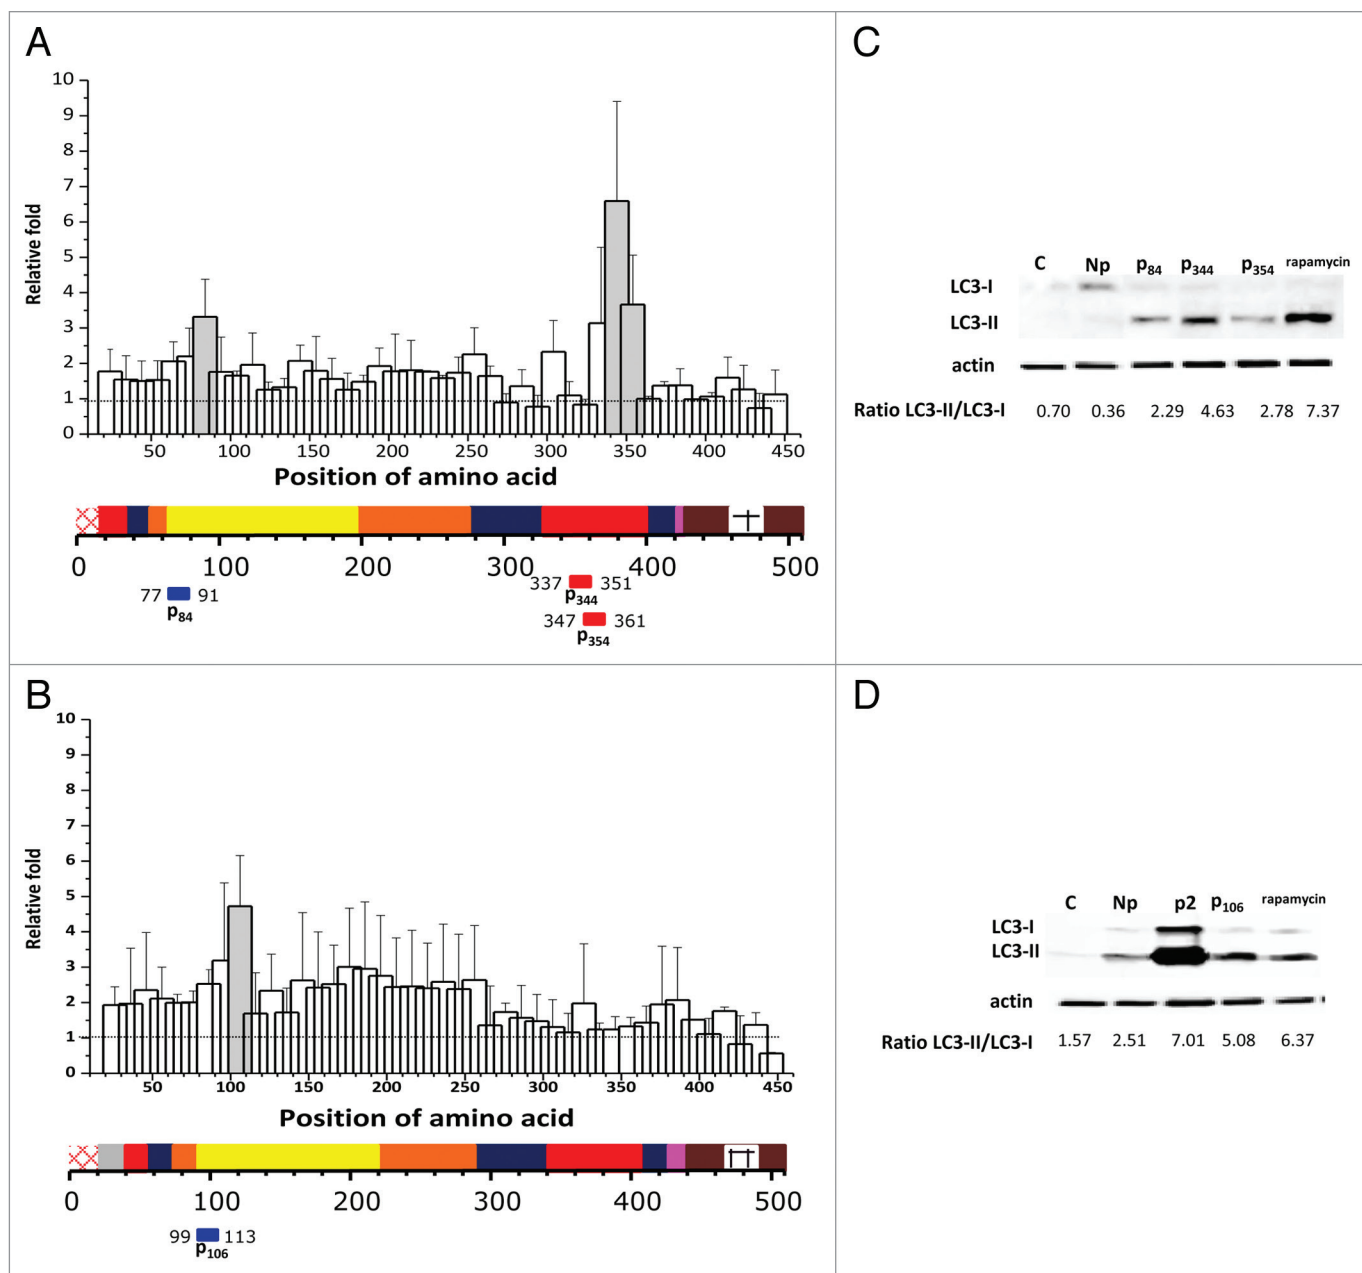 A
10
9
8
7
6
5
4
3
2
1
0
Relative fold
50 100 150 200 250 300 350 400 450
Position of amino acid
0 100 200 300 400 500
77 91
p84
337 351
p344
347 361
p354
B
10
9
8
7
6
5
4
3
2
1
0
Relative fold
50 100 150 200 250 300 350 400 450
Position of amino acid
0 100 200 300 400 500
99 113
p106
C
C Np p84 p344 p354 rapamycin
LC3-I
LC3-II
actin
Ratio LC3-II/LC3-I 0.70 0.36 2.29 4.63 2.78 7.37
D
C Np p2 p106 rapamycin
LC3-I
LC3-II
actin
Ratio LC3-II/LC3-I 1.57 2.51 7.01 5.08 6.37